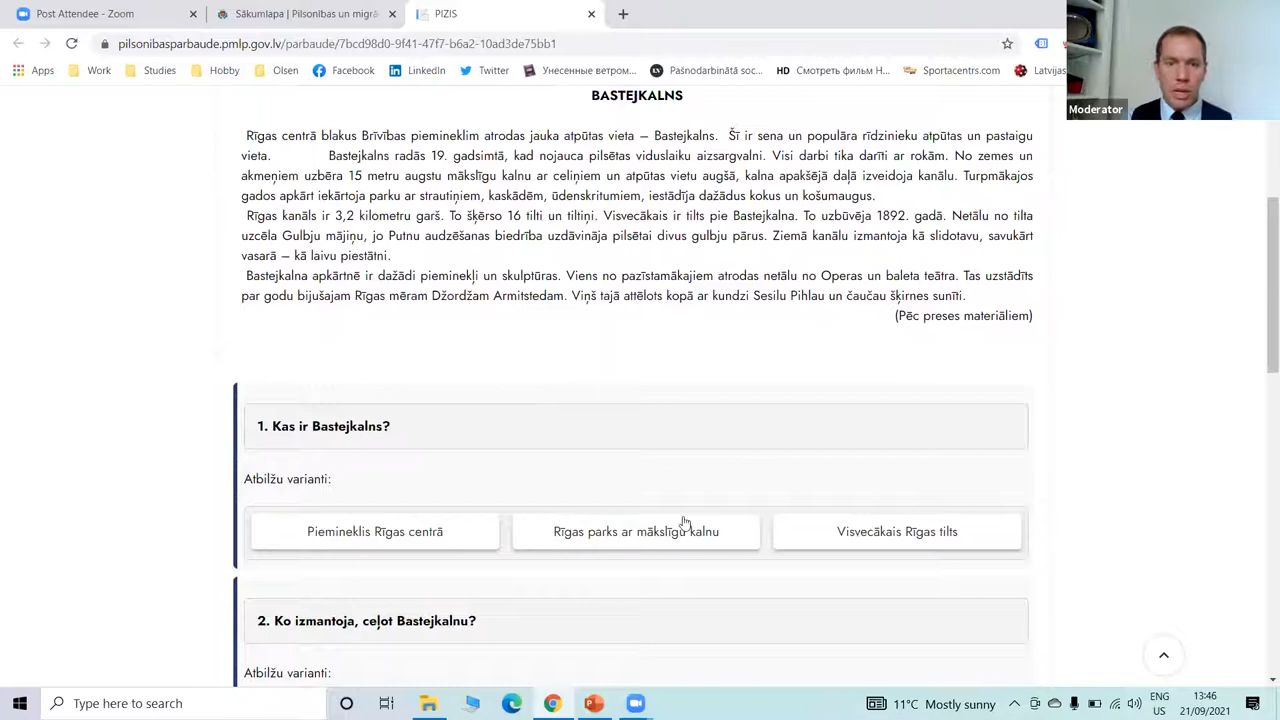 Post Attendee - Zoom
Sākumlapa | Pilsonības un mig
PIZIS
pilsonibasparbaude.pmlp.gov.lv/parbaude/7bcd
-9f41-47f7-b6a2-10ad3de75bb1
Apps
Work
Studies
Hobby
Olsen
Facebook
LinkedIn
Twitter
Унесенные ветром...
Pašnodarbinātā soc...
HD
Смотреть фильм Н...
Sportacentrs.com
Latvijas
Moderator
BASTEJKALNS
Rīgas centrā blakus Brīvības piemineklim atrodas jauka atpūtas vieta – Bastejkalns. Šī ir sena un populāra rīdzinieku atpūtas un pastaigu
vieta. Bastejkalns radās 19. gadsimtā, kad nojauca pilsētas viduslaiku aizsargvalni. Visi darbi tika darīti ar rokām. No zemes un
akmeņiem uzbēra 15 metru augstu mākslīgu kalnu ar celiņiem un atpūtas vietu augšā, kalna apakšējā daļā izveidoja kanālu. Turpmākajos
gados apkārt iekārtoja parku ar strautiņiem, kaskādēm, ūdenskritumiem, iestādīja dažādus kokus un košumaugus.
Rīgas kanāls ir 3,2 kilometru garš. To šķērso 16 tilti un tiltiņi. Visvecākais ir tilts pie Bastejkalna. To uzbūvēja 1892. gadā. Netālu no tilta
uzcēla Gulbju mājiņu, jo Putnu audzēšanas biedrība uzdāvināja pilsētai divus gulbju pārus. Ziemā kanālu izmantoja kā slidotavu, savukārt
vasarā – kā laivu piestātni.
Bastejkalna apkārtnē ir dažādi pieminekļi un skulptūras. Viens no pazīstamākajiem atrodas netālu no Operas un baleta teātra. Tas uzstādīts
par godu bijušajam Rīgas mēram Džordžam Armitstedam. Viņš tajā attēlots kopā ar kundzi Sesilu Pihlau un čaučau šķirnes sunīti.
(Pēc preses materiāliem)
1. Kas ir Bastejkalns?
Atbilžu varianti:
Piemineklis Rīgas centrā
Rīgas parks ar mākslīgu kalnu
Visvecākais Rīgas tilts
2. Ko izmantoja, ceļot Bastejkalnu?
Atbilžu varianti:
Type here to search
11°C Mostly sunny
ENG
US
13:46
21/09/2021